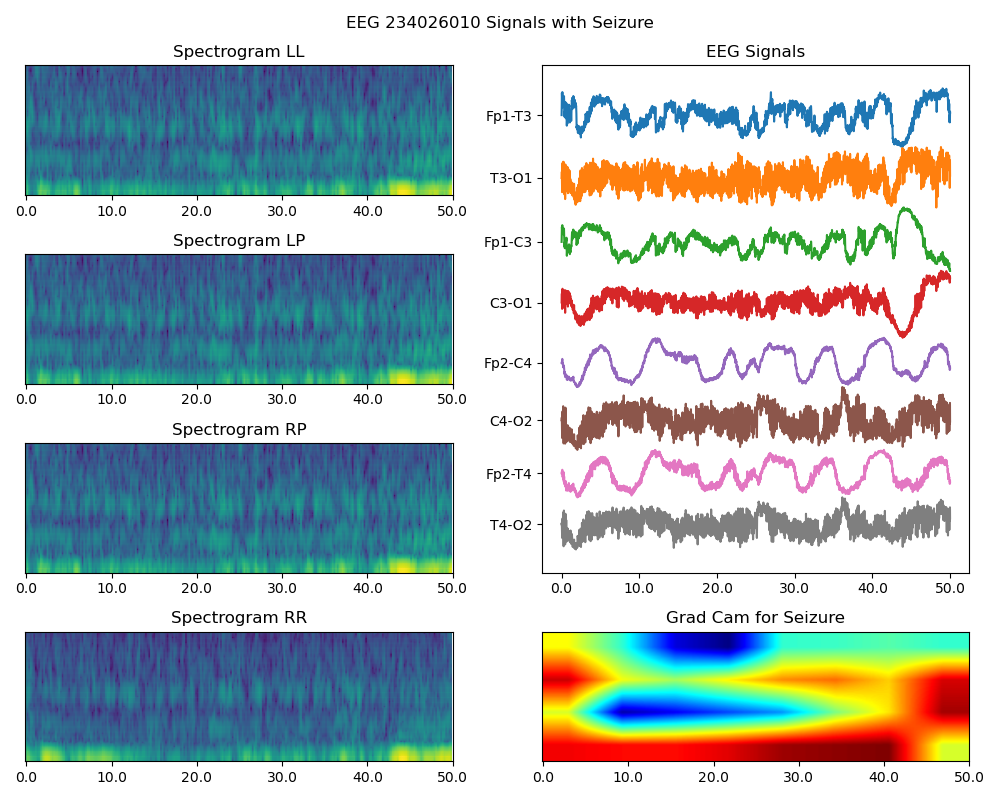 EEG 234026010 Signals with Seizure
Spectrogram LL
0.0 10.0 20.0 30.0 40.0 50.0
Spectrogram LP
0.0 10.0 20.0 30.0 40.0 50.0
Spectrogram RP
0.0 10.0 20.0 30.0 40.0 50.0
Spectrogram RR
0.0 10.0 20.0 30.0 40.0 50.0
EEG Signals
Fp1-T3
T3-O1
Fp1-C3
C3-O1
Fp2-C4
C4-O2
Fp2-T4
T4-O2
0.0 10.0 20.0 30.0 40.0 50.0
Grad Cam for Seizure
0.0 10.0 20.0 30.0 40.0 50.0